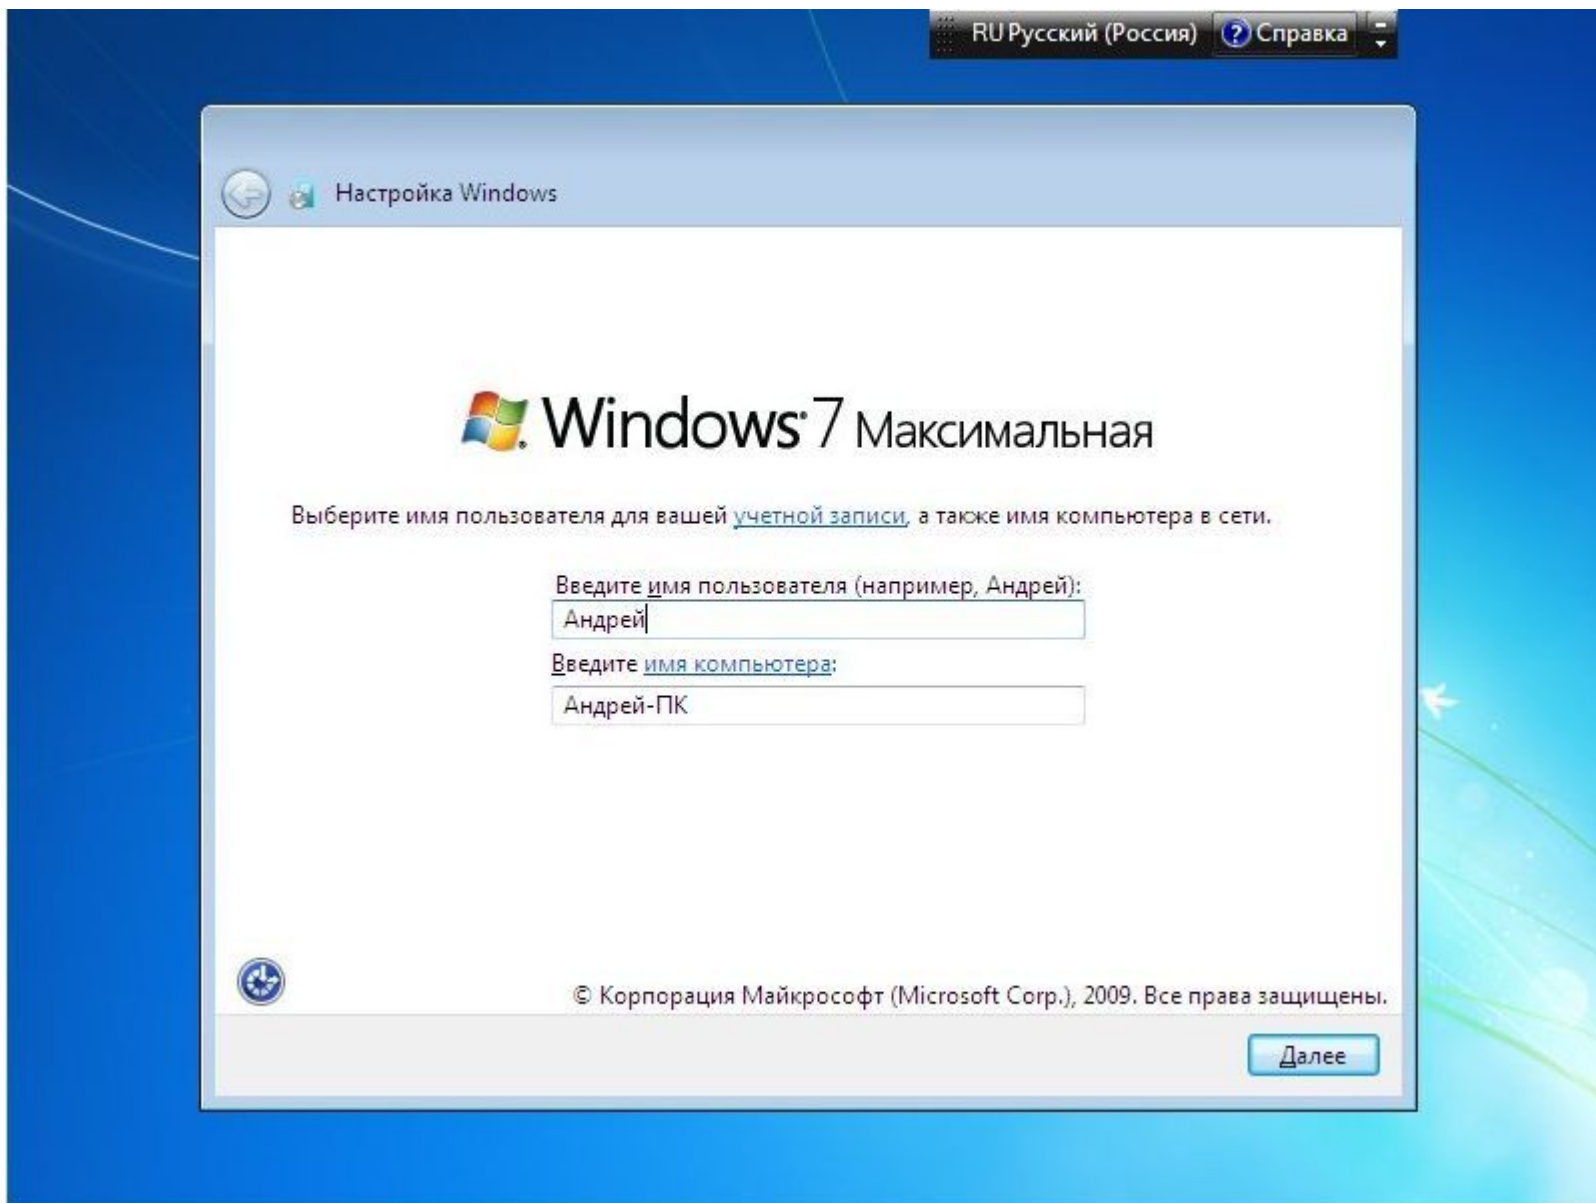 RU Русский (Россия) ? Справка
Настройка Windows
Windows 7 Максимальная
Выберите имя пользователя для вашей учетной записи, а также имя компьютера в сети.
Введите имя пользователя (например, Андрей):
Андрей
Введите имя компьютера:
Андрей-ПК
© Корпорация Майкрософт (Microsoft Corp.), 2009. Все права защищены.
Далее